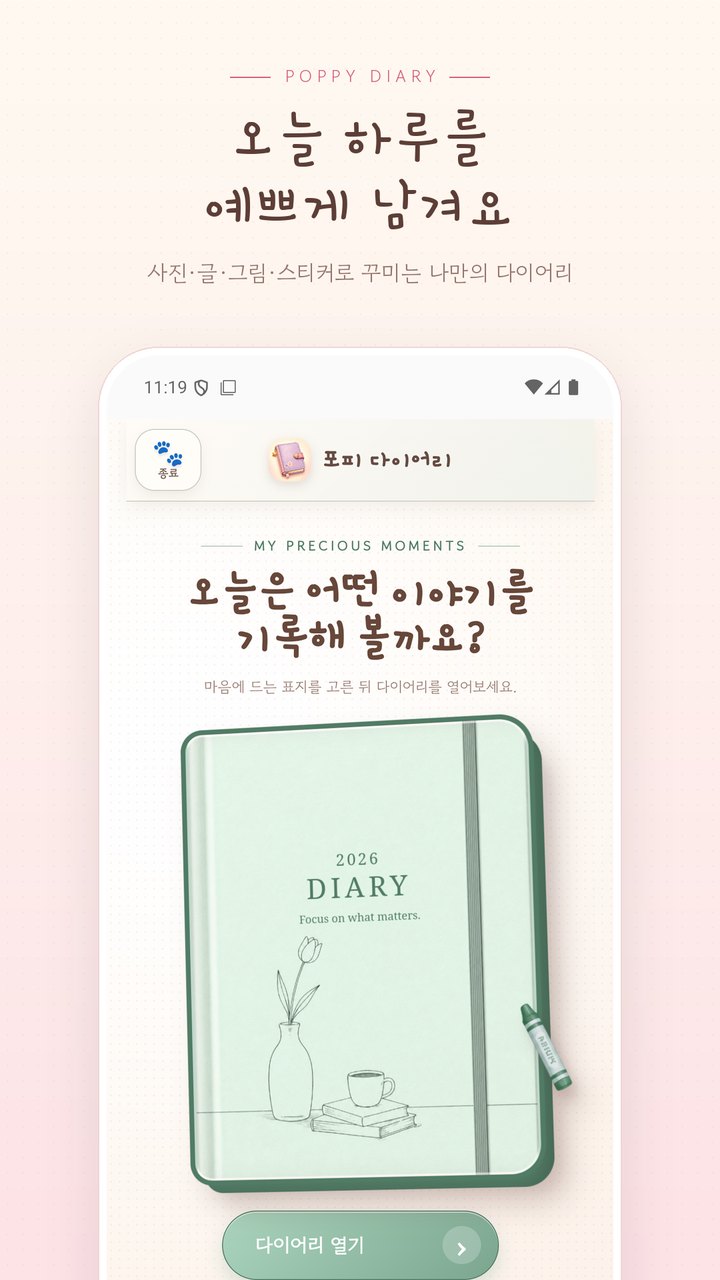 POPPY DIARY
오늘 하루를
예쁘게 남겨요
사진·글·그림·스티커로 꾸미는 나만의 다이어리
11:19
종료
포피 다이어리
MY PRECIOUS MOMENTS
오늘은 어떤 이야기를
기록해 볼까요?
마음에 드는 표지를 고른 뒤 다이어리를 열어보세요.
2026
DIARY
Focus on what matters.
다이어리 열기